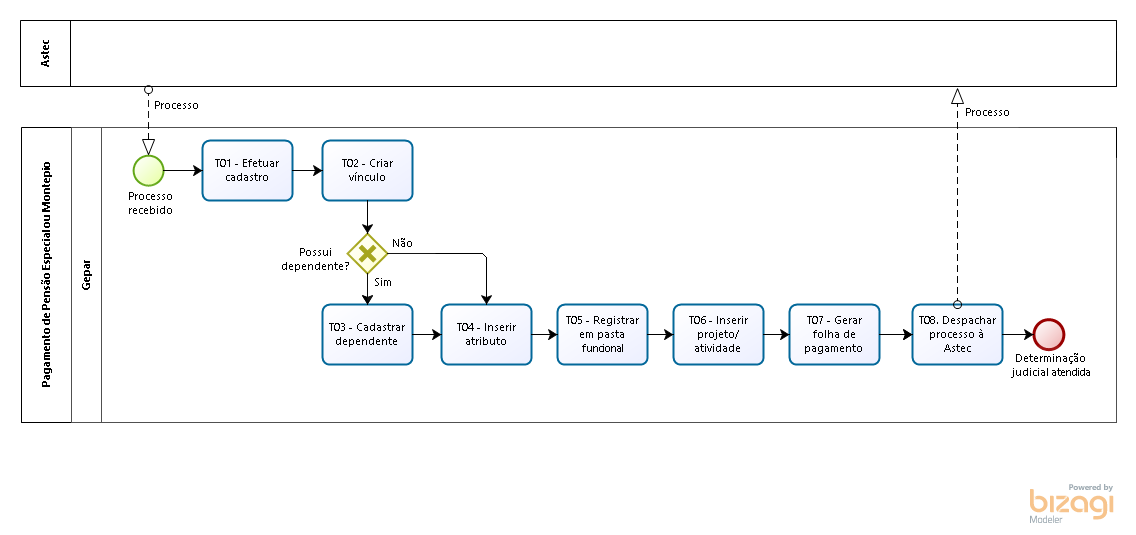 Astec
Processo
Processo
Pagamento de Pensão Especial ou Montepio
Gepar
T01 - Efetuar
cadastro
T02 - Criar
vínculo
Processo
recebido
Não
Possui
dependente?
Sim
T03 - Cadastrar
dependente
T04 - Inserir
atributo
T05 - Registrar
em pasta
funcional
T06 - Inserir
projeto/
atividade
T07 - Gerar
folha de
pagamento
T08. Despachar
processo à
Astec
Determinação
judicial atendida
Powered by
bizagi
Modeler